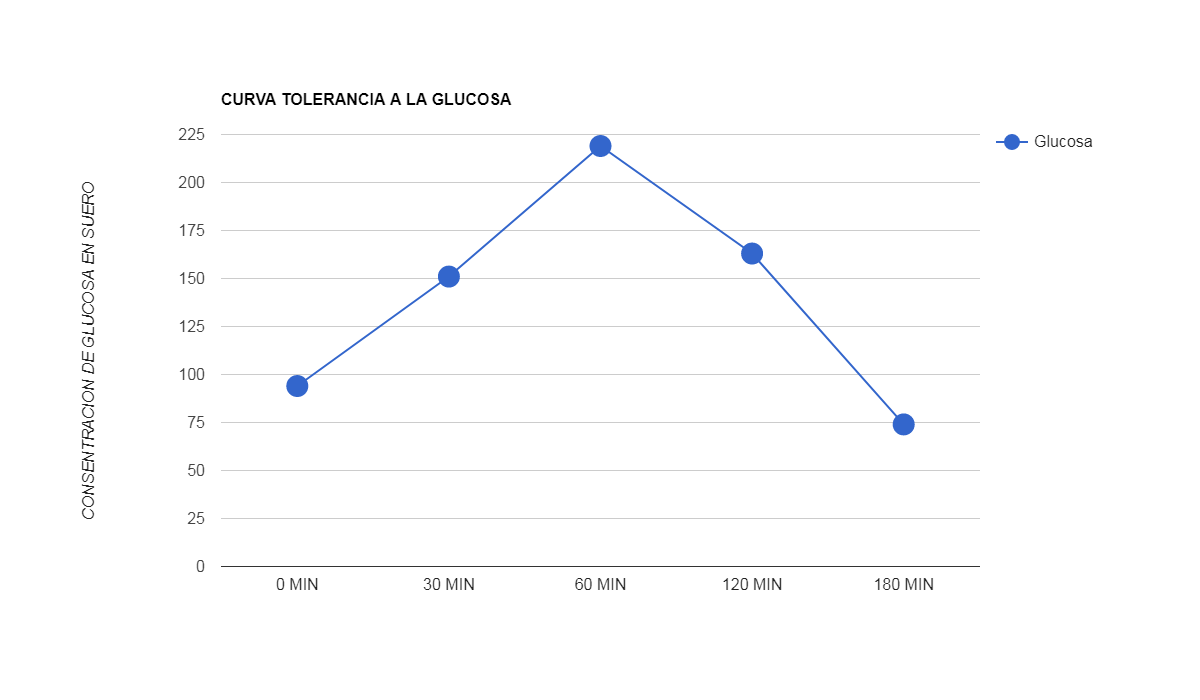 CURVA TOLERANCIA A LA GLUCOSA
225
200
175
150
125
100
75
50
25
0
CONSENTRACION DE GLUCOSA EN SUERO
0 MIN
30 MIN
60 MIN
120 MIN
180 MIN
Glucosa